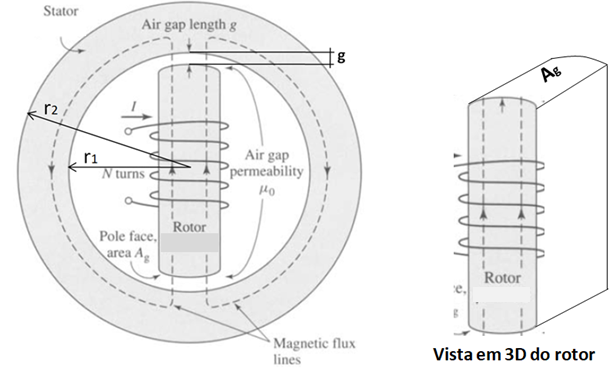 Stator
Air gap length g
g
r2
I
r1
N turns
Air gap
permeability
μ0
Rotor
Pole face,
area Ag
Magnetic flux
lines
Ag
Rotor
e,
Vista em 3D do rotor